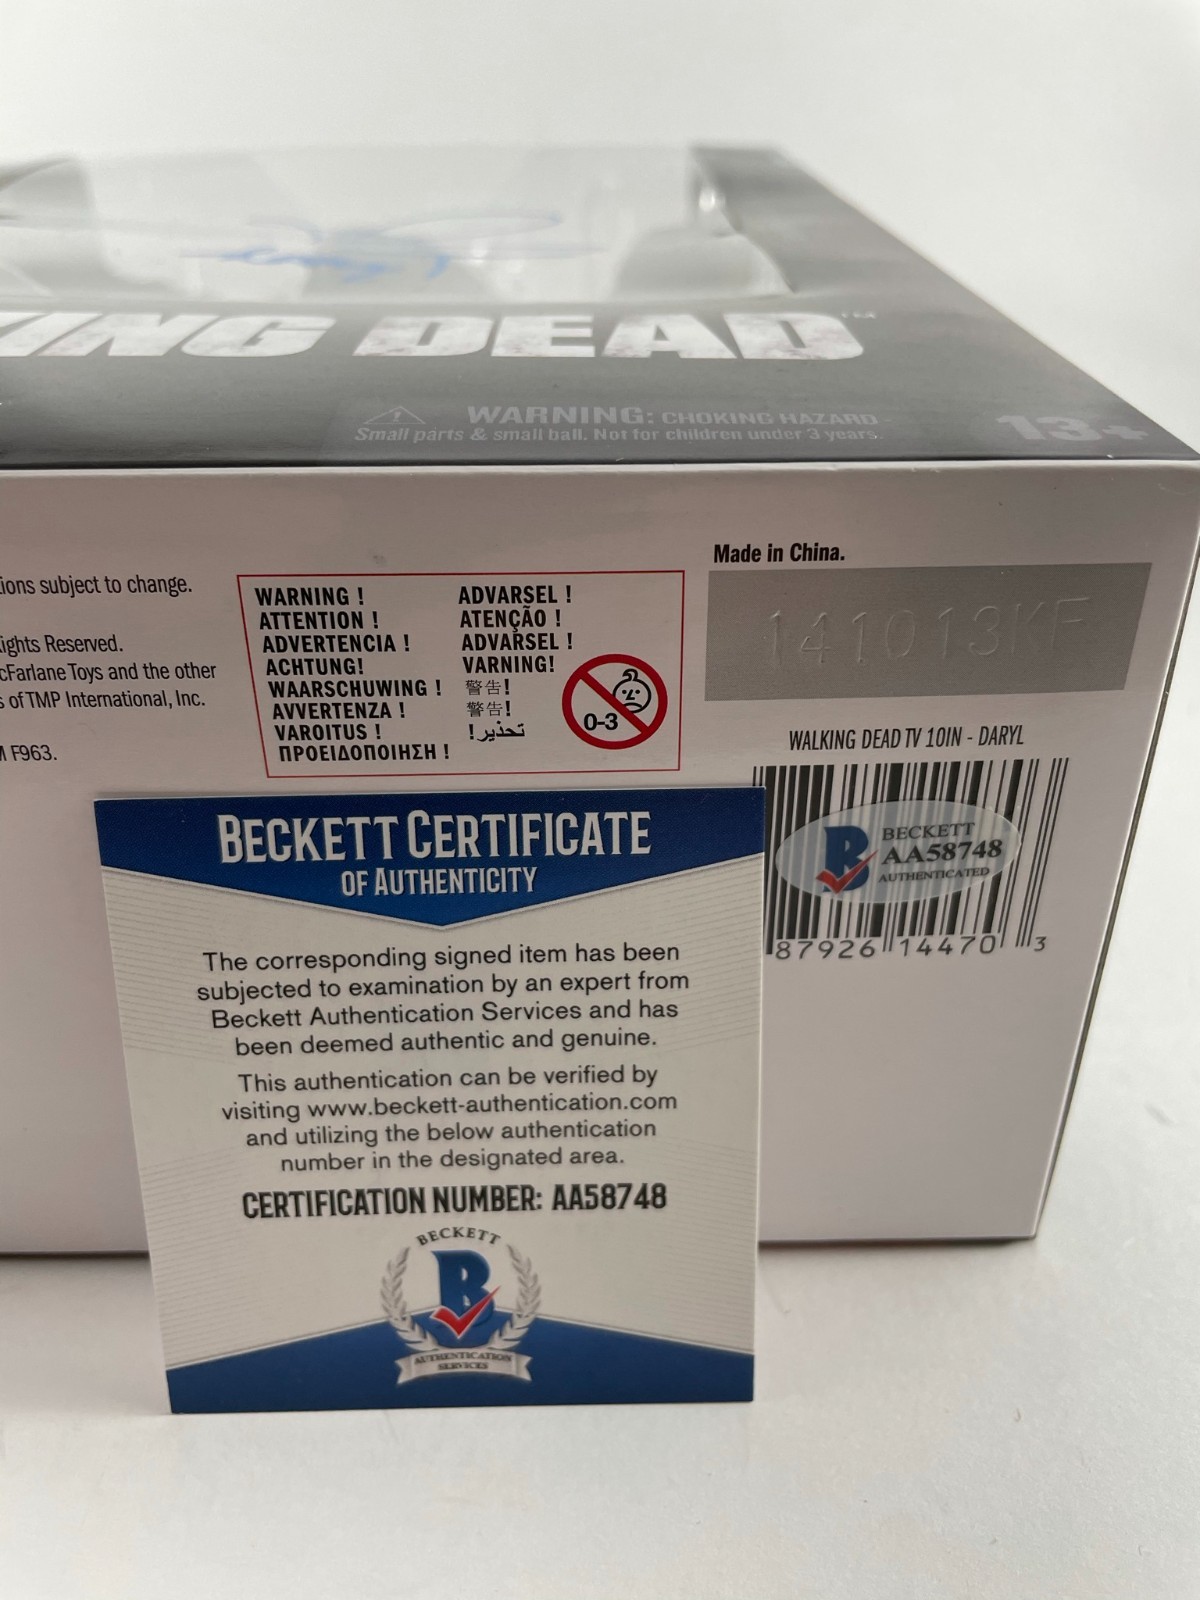 ING DEAD™
WARNING: CHOKING HAZARD
Small parts & small ball. Not for children under 3 years.
13+
ions subject to change.
ights Reserved.
cFarlane Toys and the other
s of TMP International, Inc.
F963.
WARNING !
ATTENTION !
ADVERTENCIA !
ACHTUNG!
WAARSCHUWING !
AVVERTENZA !
VAROITUS !
ΠΡΟΕΙΔΟΠΟΙΗΣΗ !
ADVARSEL !
ATENÇÃO !
ADVARSEL !
VARNING!
警告!
警告!
تحذير!
0-3
Made in China.
141013KF
WALKING DEAD TV 10IN - DARYL
BECKETT
AA58748
AUTHENTICATED
87926 14470 3
BECKETT CERTIFICATE
OF AUTHENTICITY
The corresponding signed item has been
subjected to examination by an expert from
Beckett Authentication Services and has
been deemed authentic and genuine.
This authentication can be verified by
visiting www.beckett-authentication.com
and utilizing the below authentication
number in the designated area.
CERTIFICATION NUMBER: AA58748
BECKETT
B
AUTHENTICATION
SERVICES